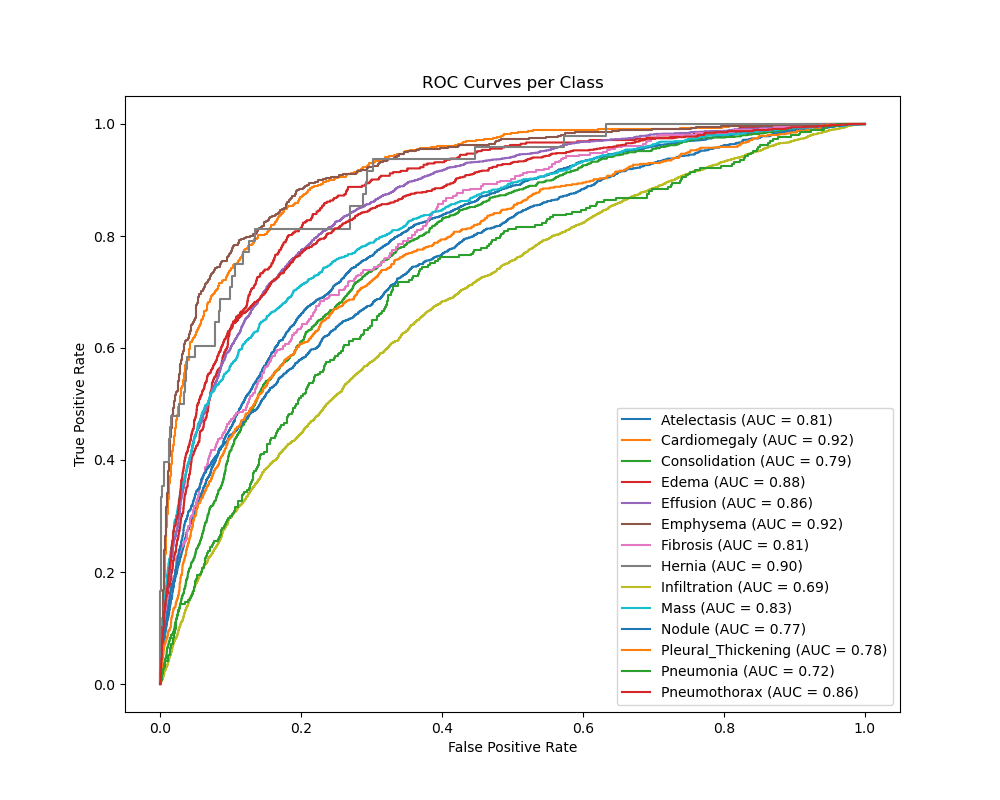 ROC Curves per Class
1.0
0.8
0.6
0.4
0.2
0.0
True Positive Rate
Atelectasis (AUC = 0.81)
Cardiomegaly (AUC = 0.92)
Consolidation (AUC = 0.79)
Edema (AUC = 0.88)
Effusion (AUC = 0.86)
Emphysema (AUC = 0.92)
Fibrosis (AUC = 0.81)
Hernia (AUC = 0.90)
Infiltration (AUC = 0.69)
Mass (AUC = 0.83)
Nodule (AUC = 0.77)
Pleural_Thickening (AUC = 0.78)
Pneumonia (AUC = 0.72)
Pneumothorax (AUC = 0.86)
0.0 0.2 0.4 0.6 0.8 1.0
False Positive Rate